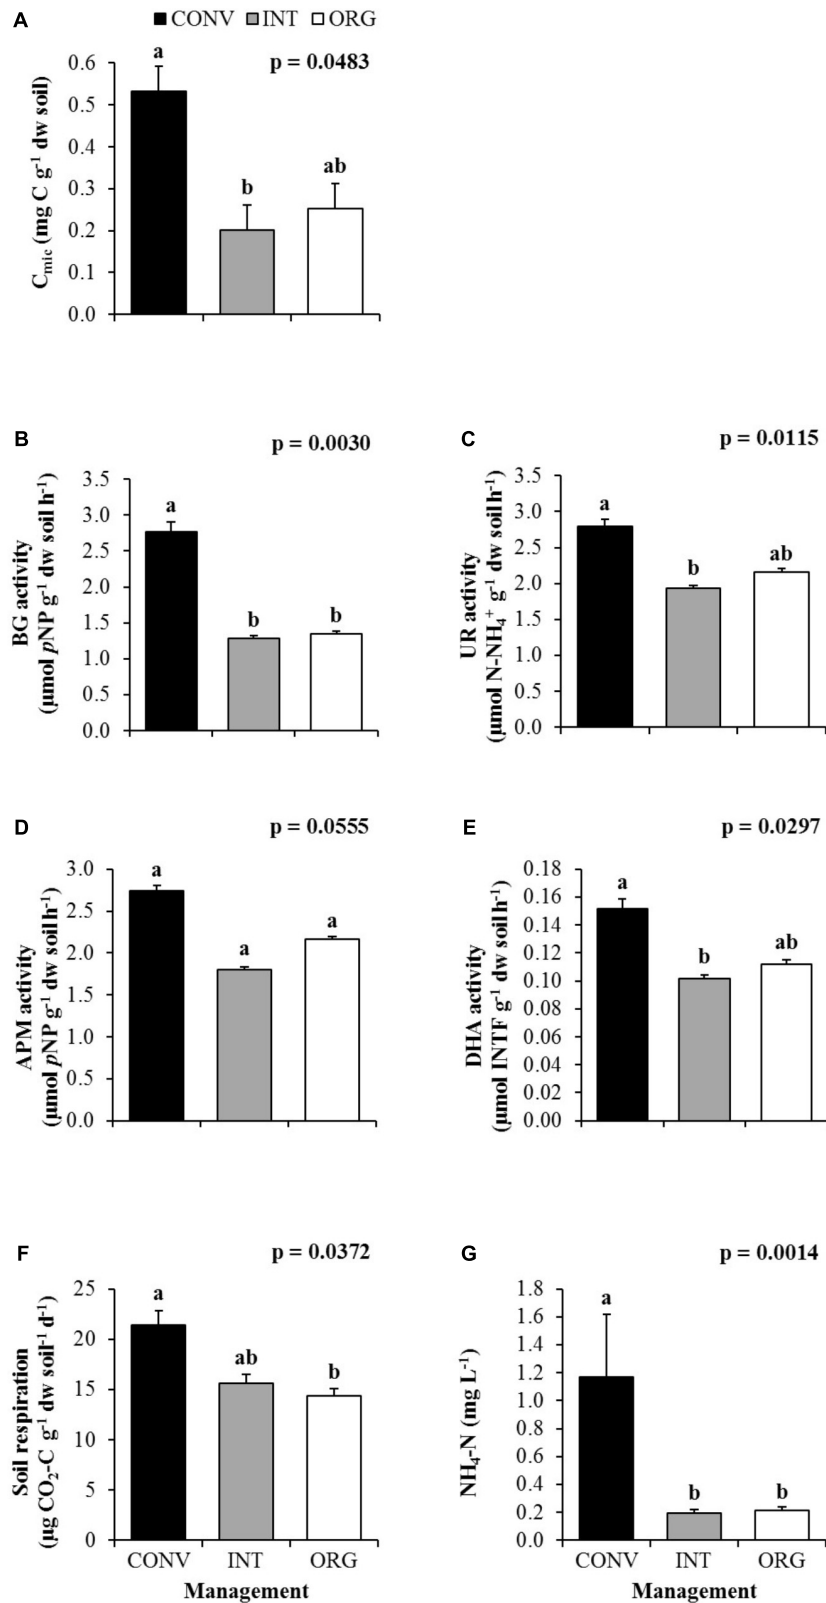 A
CONV INT ORG
p = 0.0483
a
b
ab
0.6
0.5
0.4
0.3
0.2
0.1
0.0
Cmic (mg C g-1 dw soil)
B
p = 0.0030
a
b
b
3.5
3.0
2.5
2.0
1.5
1.0
0.5
0.0
BG activity
(µmol pNP g-1 dw soil h-1)
C
p = 0.0115
a
b
ab
3.5
3.0
2.5
2.0
1.5
1.0
0.5
0.0
UR activity
(µmol N-NH4+ g-1 dw soil h-1)
D
p = 0.0555
a
a
a
3.0
2.5
2.0
1.5
1.0
0.5
0.0
APM activity
(µmol pNP g-1 dw soil h-1)
E
p = 0.0297
a
b
ab
0.18
0.16
0.14
0.12
0.10
0.08
0.06
0.04
0.02
0.00
DHA activity
(µmol INTF g-1 dw soil h-1)
F
p = 0.0372
a
ab
b
25
20
15
10
5
0
Soil respiration
(µg CO2-C g-1 dw soil-1 d-1)
CONV INT ORG
Management
G
p = 0.0014
a
b
b
1.8
1.6
1.4
1.2
1.0
0.8
0.6
0.4
0.2
0.0
NH4-N (mg L-1)
CONV INT ORG
Management